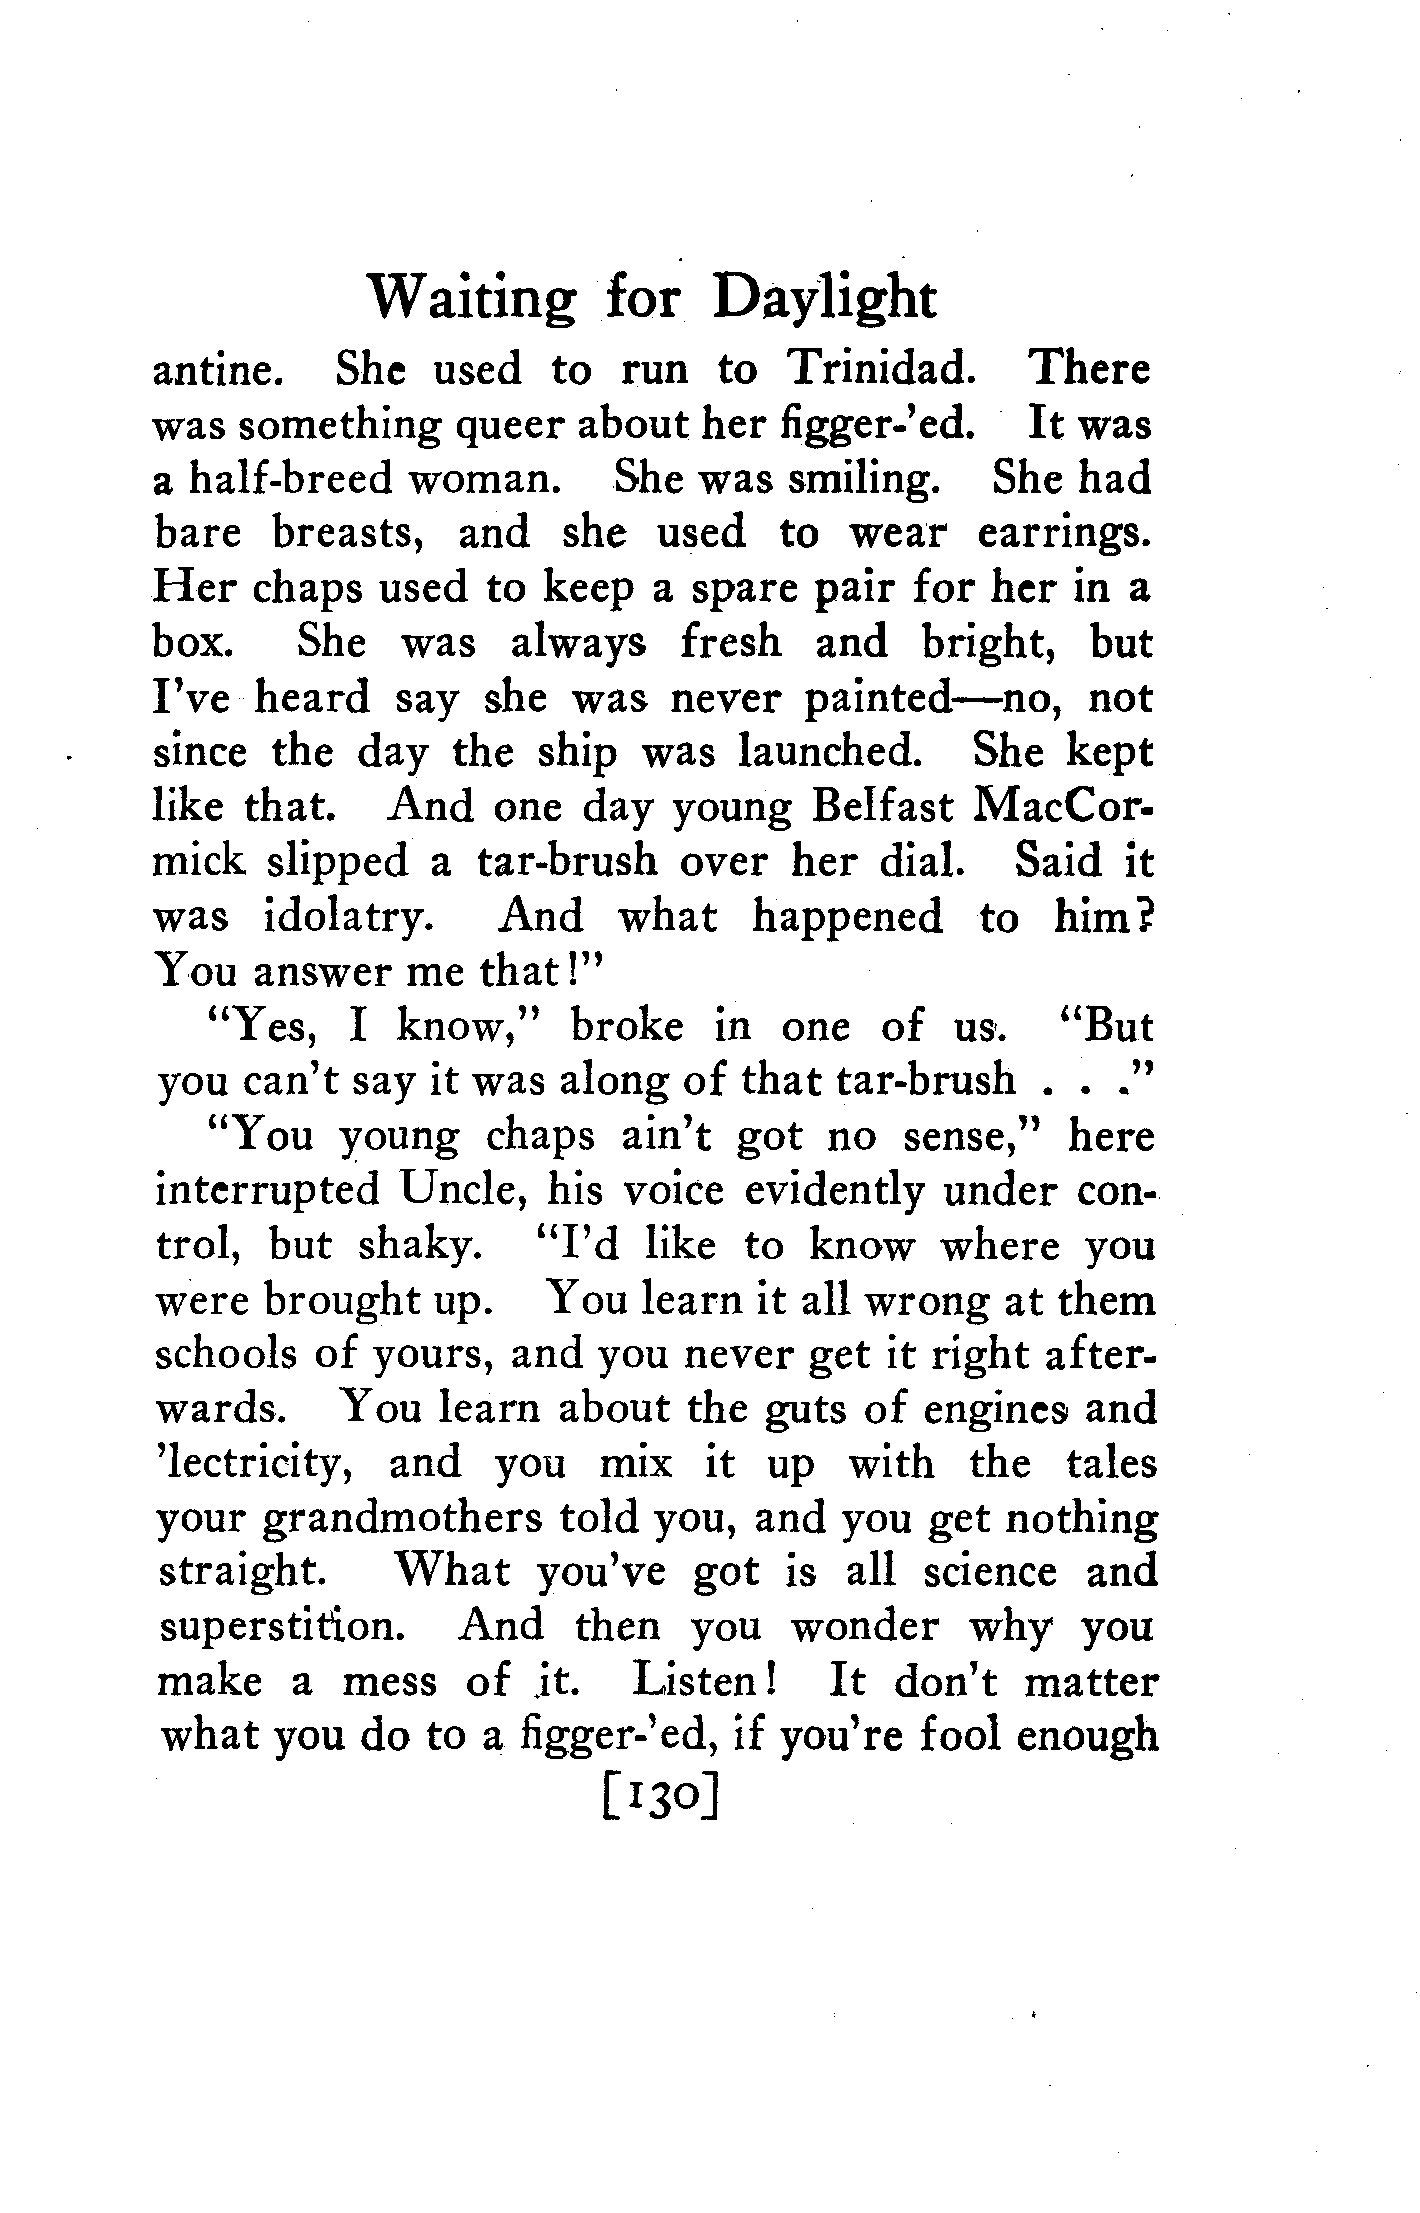 Waiting for Daylight
antine. She used to run to Trinidad. There
was something queer about her figger-'ed. It was
a half-breed woman. She was smiling. She had
bare breasts, and she used to wear earrings.
Her chaps used to keep a spare pair for her in a
box. She was always fresh and bright, but
I've heard say she was never painted—no, not
since the day the ship was launched. She kept
like that. And one day young Belfast MacCor-
mick slipped a tar-brush over her dial. Said it
was idolatry. And what happened to him?
You answer me that!"
"Yes, I know," broke in one of us. "But
you can't say it was along of that tar-brush . . ."
"You young chaps ain't got no sense," here
interrupted Uncle, his voice evidently under con-
trol, but shaky. "I'd like to know where you
were brought up. You learn it all wrong at them
schools of yours, and you never get it right after-
wards. You learn about the guts of engines and
'lectricity, and you mix it up with the tales
your grandmothers told you, and you get nothing
straight. What you've got is all science and
superstition. And then you wonder why you
make a mess of it. Listen! It don't matter
what you do to a figger-'ed, if you're fool enough
[130]